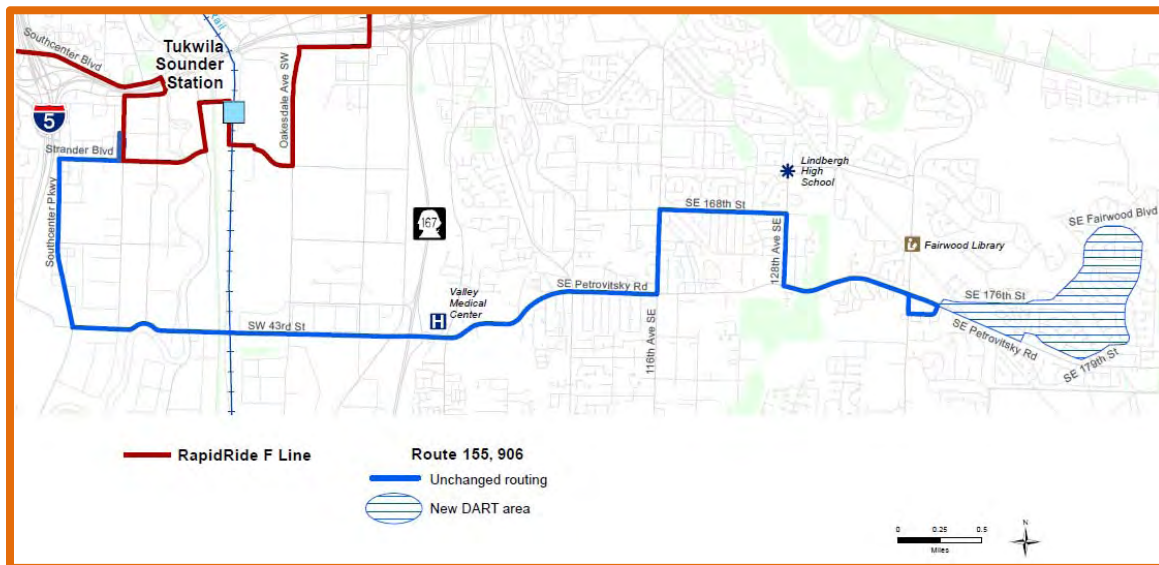 Southcenter Blvd
Tukwila
Sounder
Station
Oakesdale Ave SW
5
Strander Blvd
Southcenter Pkwy
Lindbergh
High
School
167
SE 168th St
128th Ave SE
SE Fairwood Blvd
Fairwood Library
Valley
Medical
Center
H
SE Petrovitsky Rd
SE 176th St
SW 43rd St
116th Ave SE
SE Petrovitsky Rd
SE 179th St
RapidRide F Line
Route 155, 906
Unchanged routing
New DART area
0 0.25 0.5
Miles
N